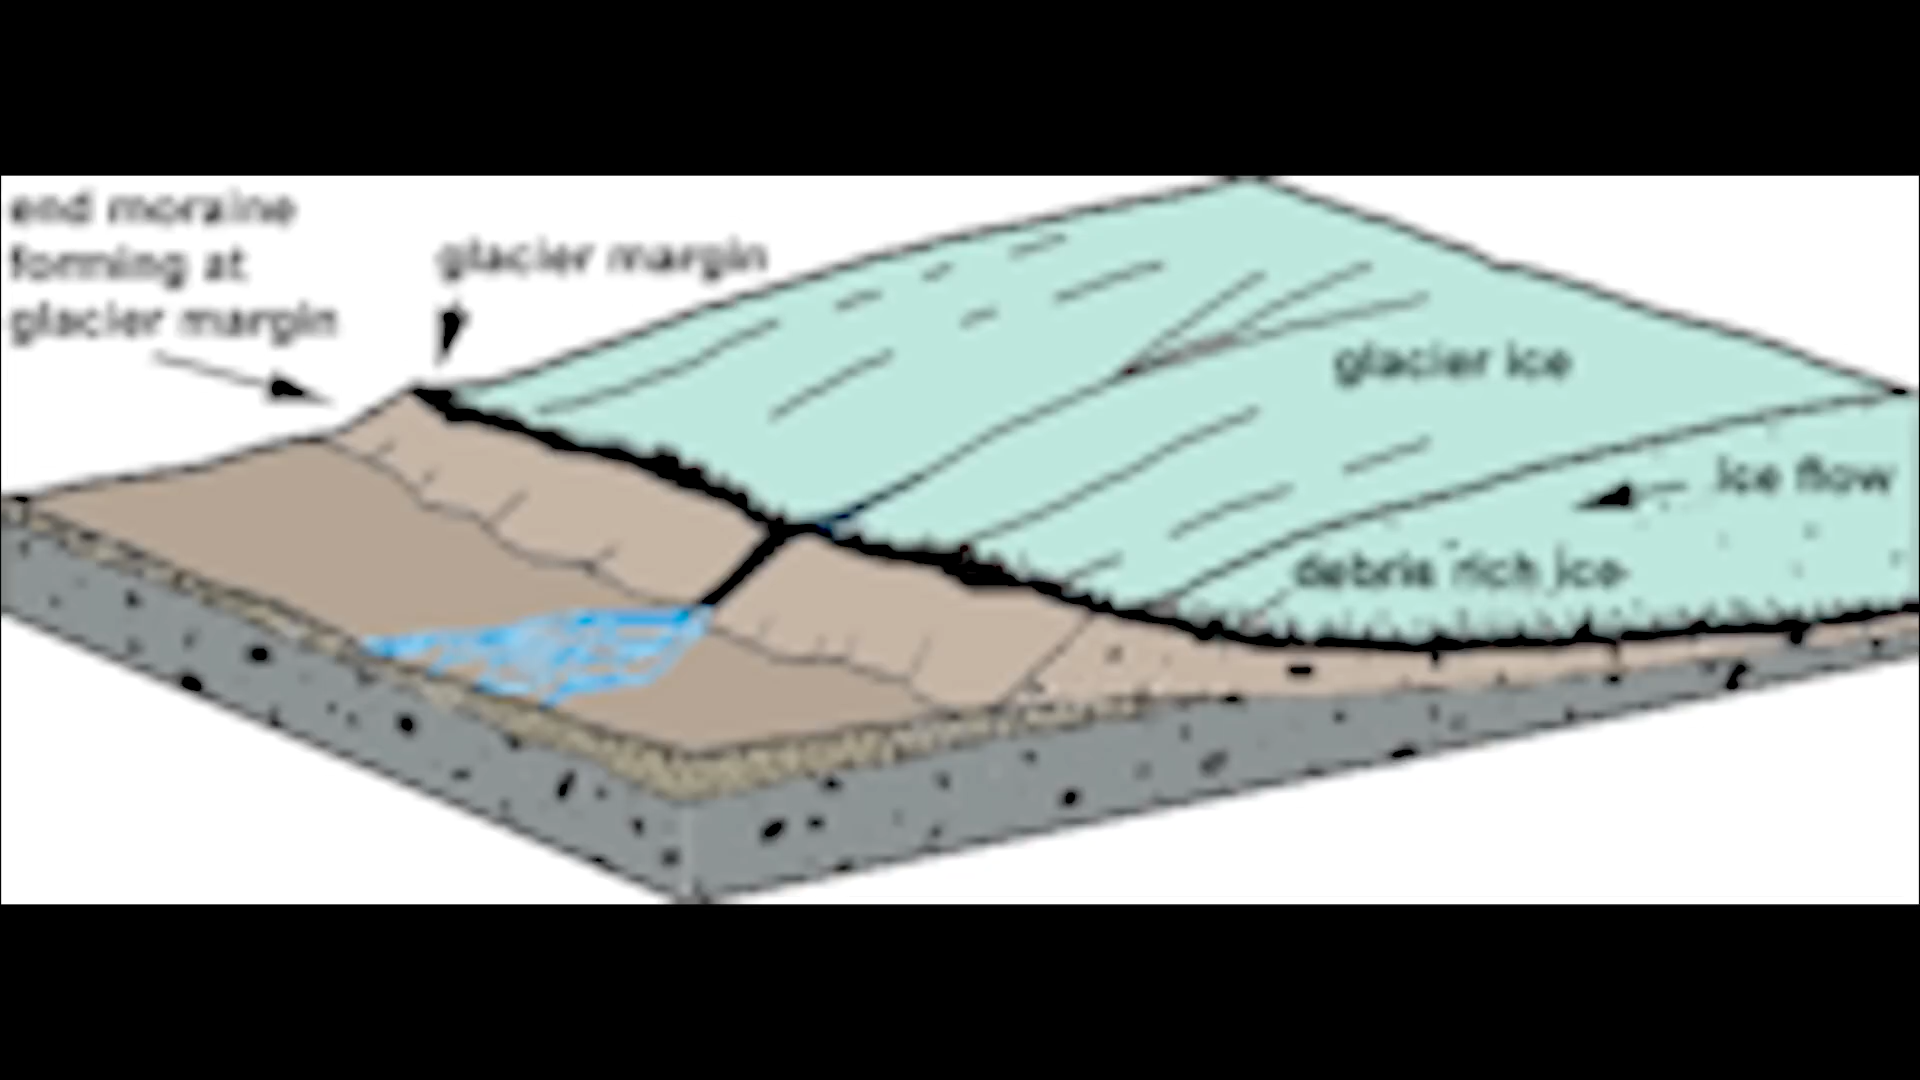 end moraine
forming at
glacier margin
glacier margin
glacier ice
ice flow
debris rich ice